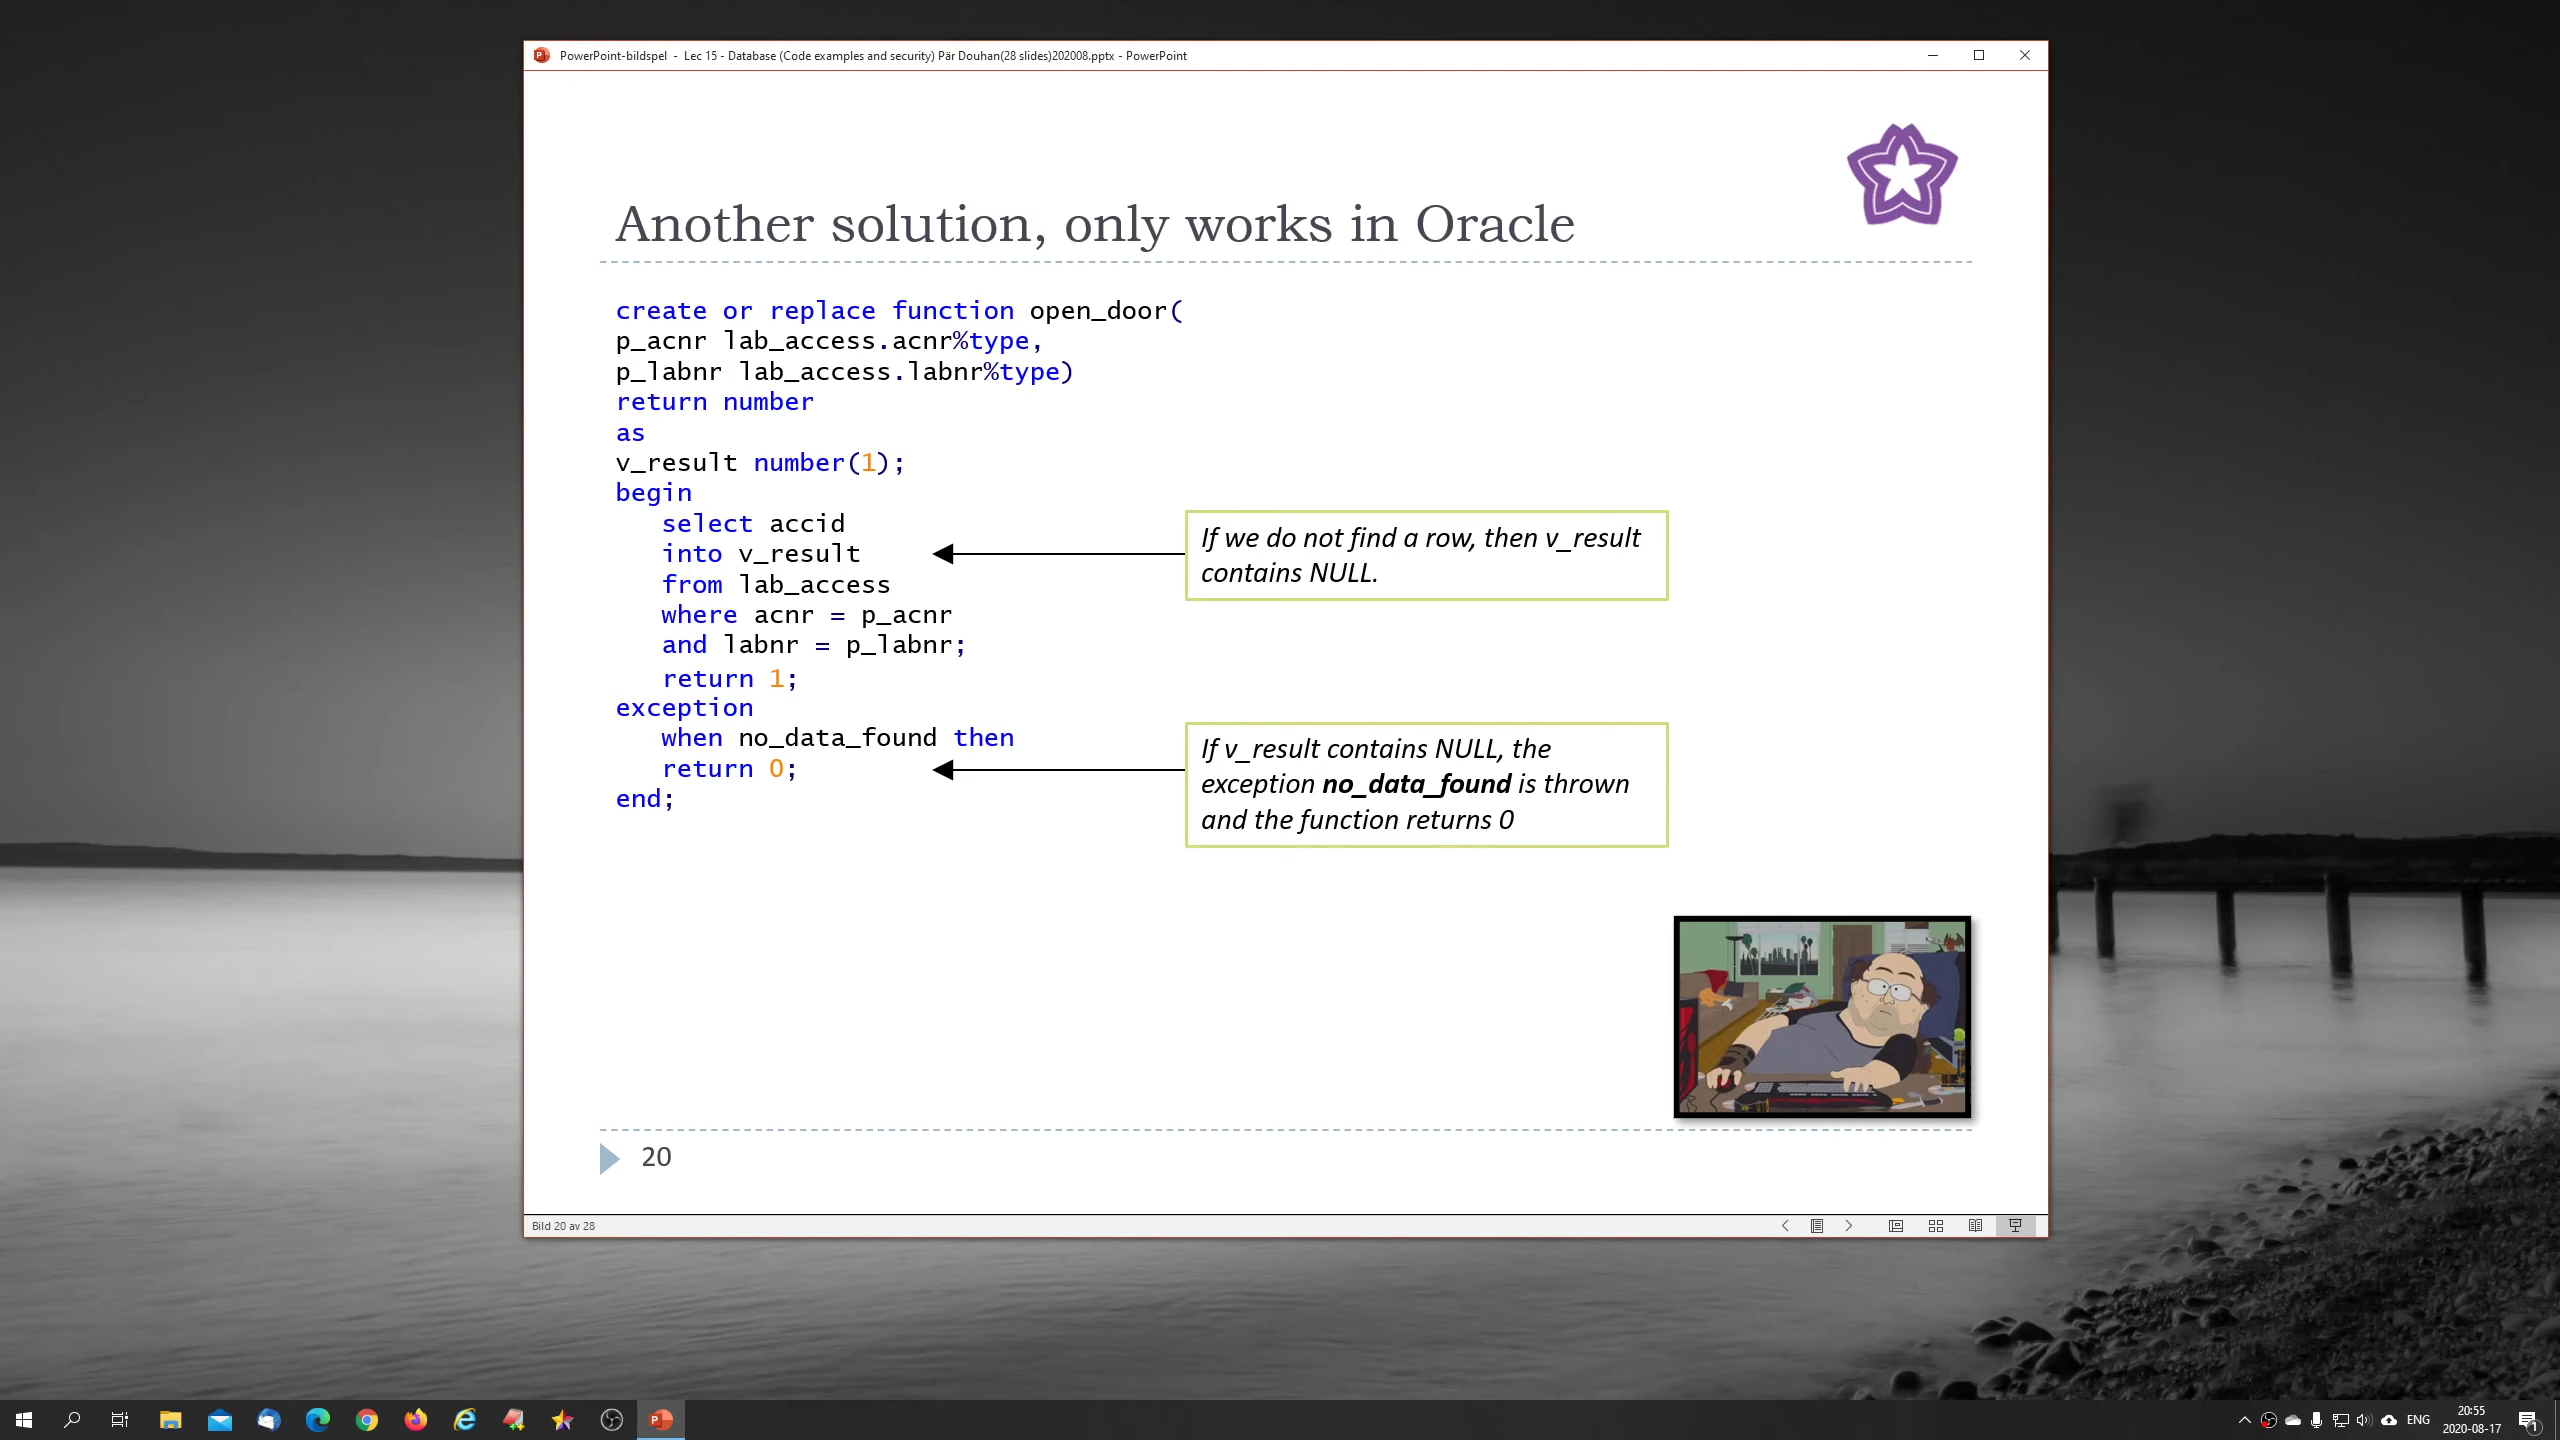 PowerPoint-bildspel - Lec 15 - Database (Code examples and security) Pär Douhan(28 slides)202008.pptx - PowerPoint
Another solution, only works in Oracle
create or replace function open_door(
p_acnr lab_access.acnr%type,
p_labnr lab_access.labnr%type)
return number
as
v_result number(1);
begin
select accid
into v_result
from lab_access
where acnr = p_acnr
and labnr = p_labnr;
return 1;
exception
when no_data_found then
return 0;
end;
If we do not find a row, then v_result
contains NULL.
If v_result contains NULL, the
exception no_data_found is thrown
and the function returns 0
20
Bild 20 av 28
ENG
20:55
2020-08-17
1